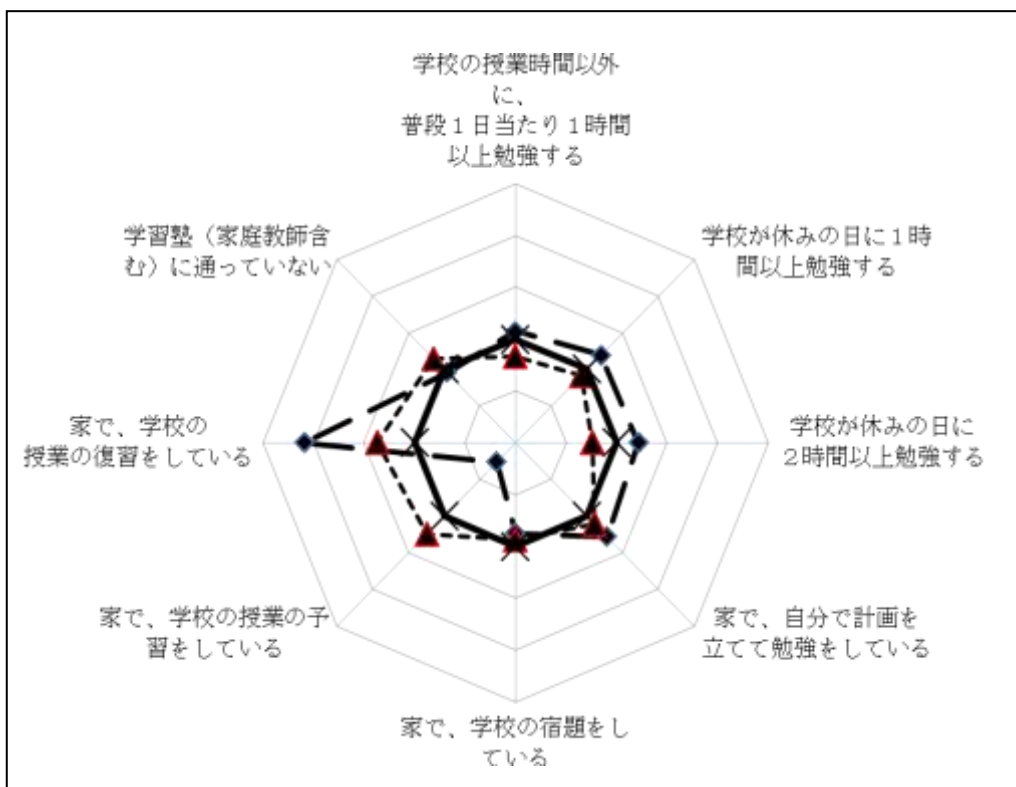 学校の授業時間以外
に、
普段１日当たり１時間
以上勉強する
学校が休みの日に１時
間以上勉強する
学校が休みの日に
２時間以上勉強する
家で、自分で計画を
立てて勉強をしている
家で、学校の宿題をし
ている
家で、学校の授業の予
習をしている
家で、学校の
授業の復習をしている
学習塾（家庭教師含
む）に通っていない